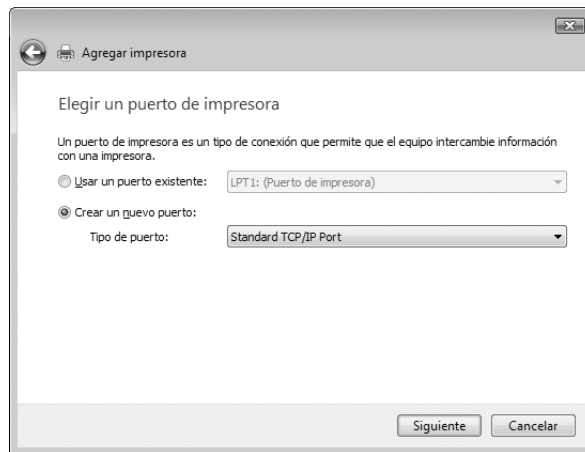 Agregar impresora
Elegir un puerto de impresora
Un puerto de impresora es un tipo de conexión que permite que el equipo intercambie información
con una impresora.
Usar un puerto existente: LPT1: (Puerto de impresora)
Crear un nuevo puerto:
Tipo de puerto: Standard TCP/IP Port
Siguiente Cancelar